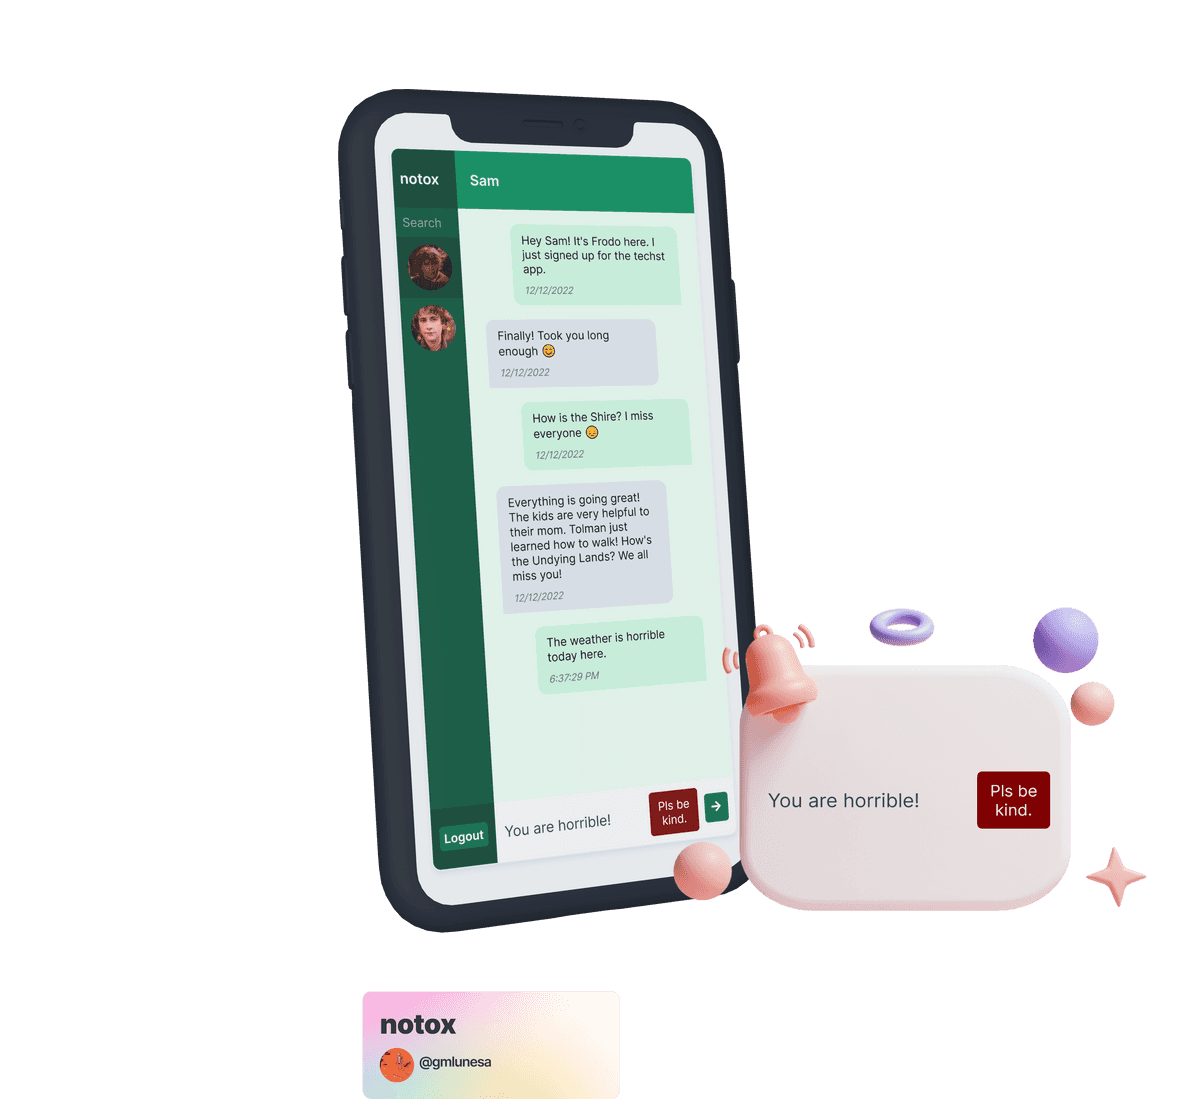 notox
Sam
Search
Hey Sam! It's Frodo here. I
just signed up for the techst
app.
12/12/2022
Finally! Took you long
enough 😊
12/12/2022
How is the Shire? I miss
everyone 😞
12/12/2022
Everything is going great!
The kids are very helpful to
their mom. Tolman just
learned how to walk! How's
the Undying Lands? We all
miss you!
12/12/2022
The weather is horrible
today here.
6:37:29 PM
Logout
You are horrible!
Pls be
kind.
You are horrible!
Pls be
kind.
notox
@gmlunesa